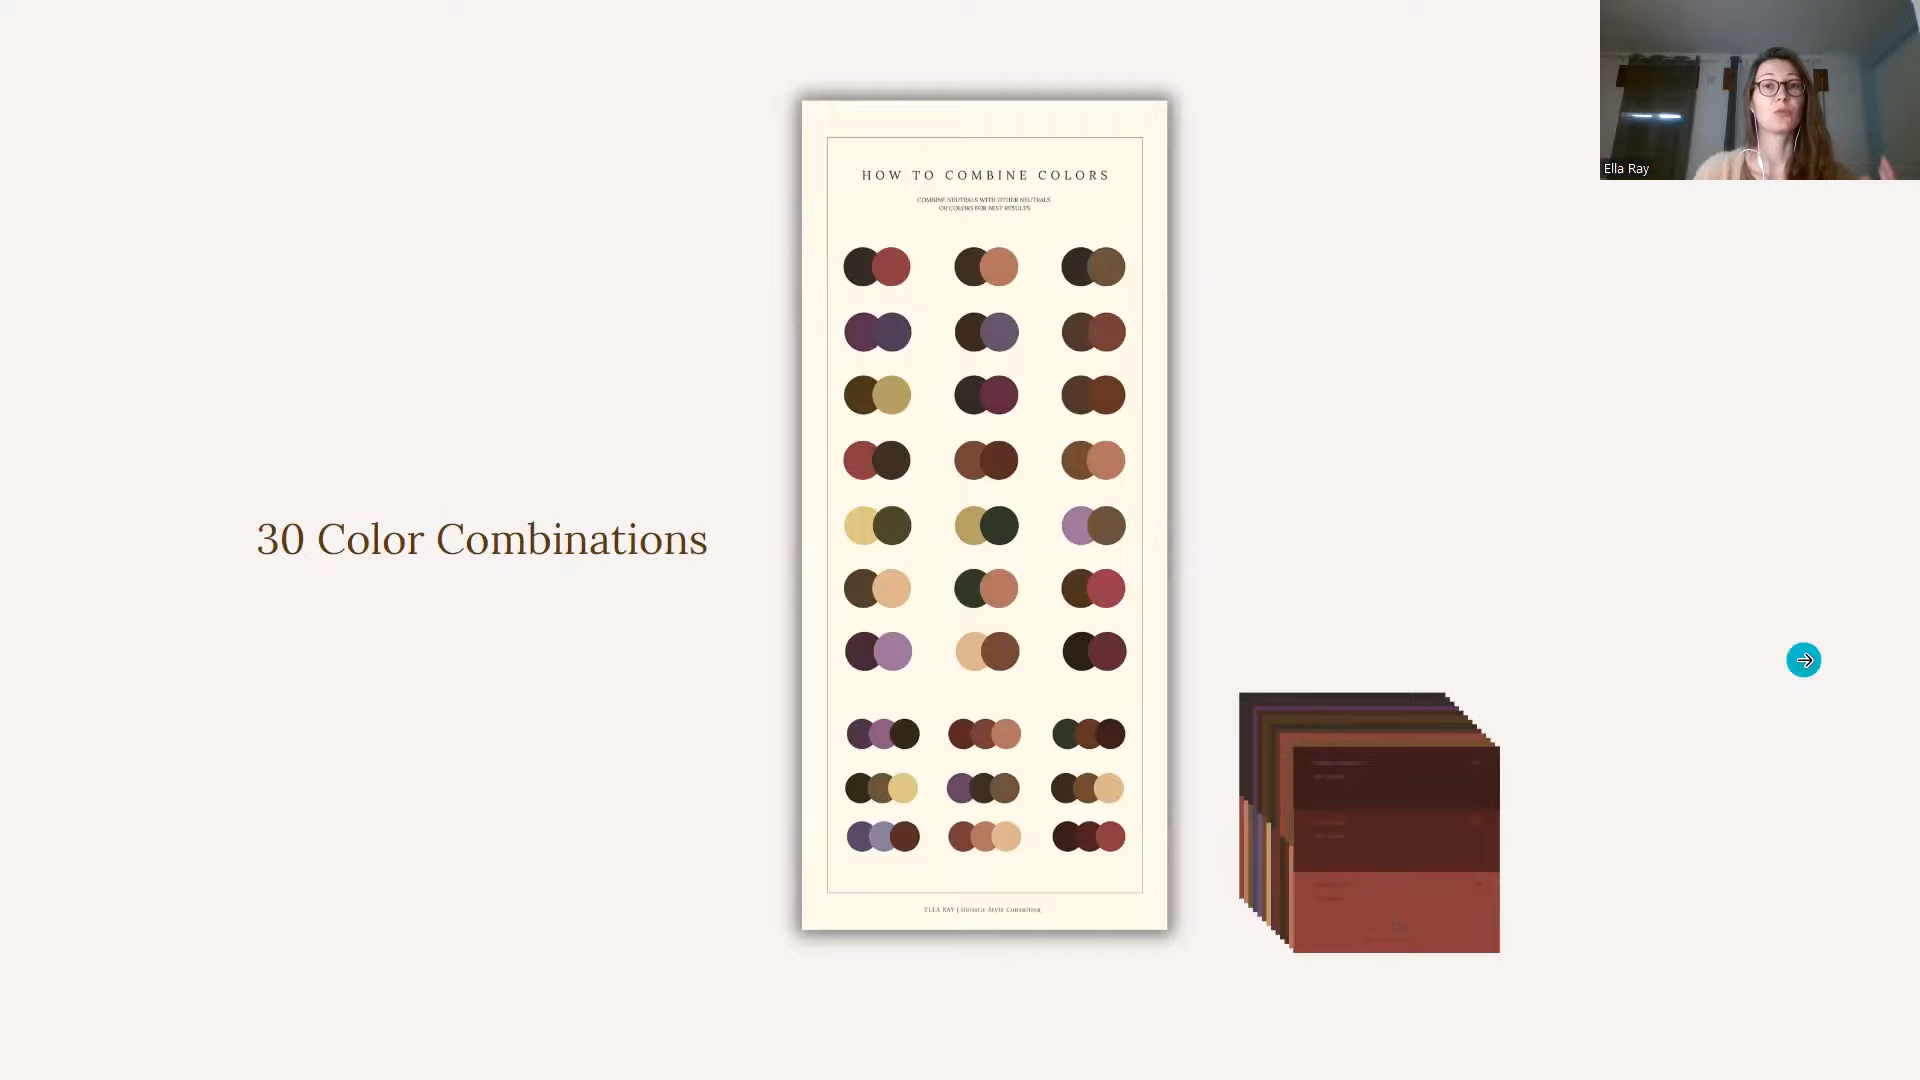 Ella Ray
HOW TO COMBINE COLORS
COMBINE NEUTRALS WITH OTHER NEUTRALS
OR COLORS FOR BEST RESULTS
30 Color Combinations
ELLA RAY | Holistic Style Consulting